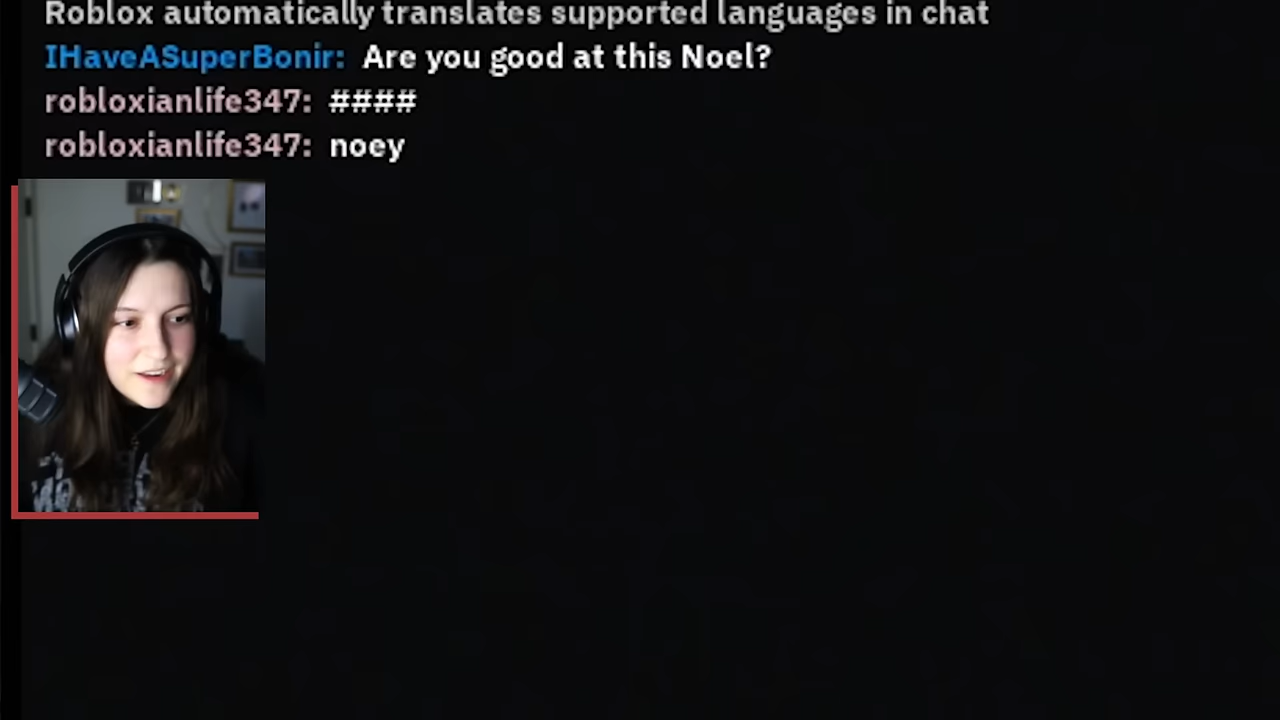 Roblox automatically translates supported languages in chat
IHaveASuperBonir: Are you good at this Noel?
robloxianlife347: ####
robloxianlife347: noey